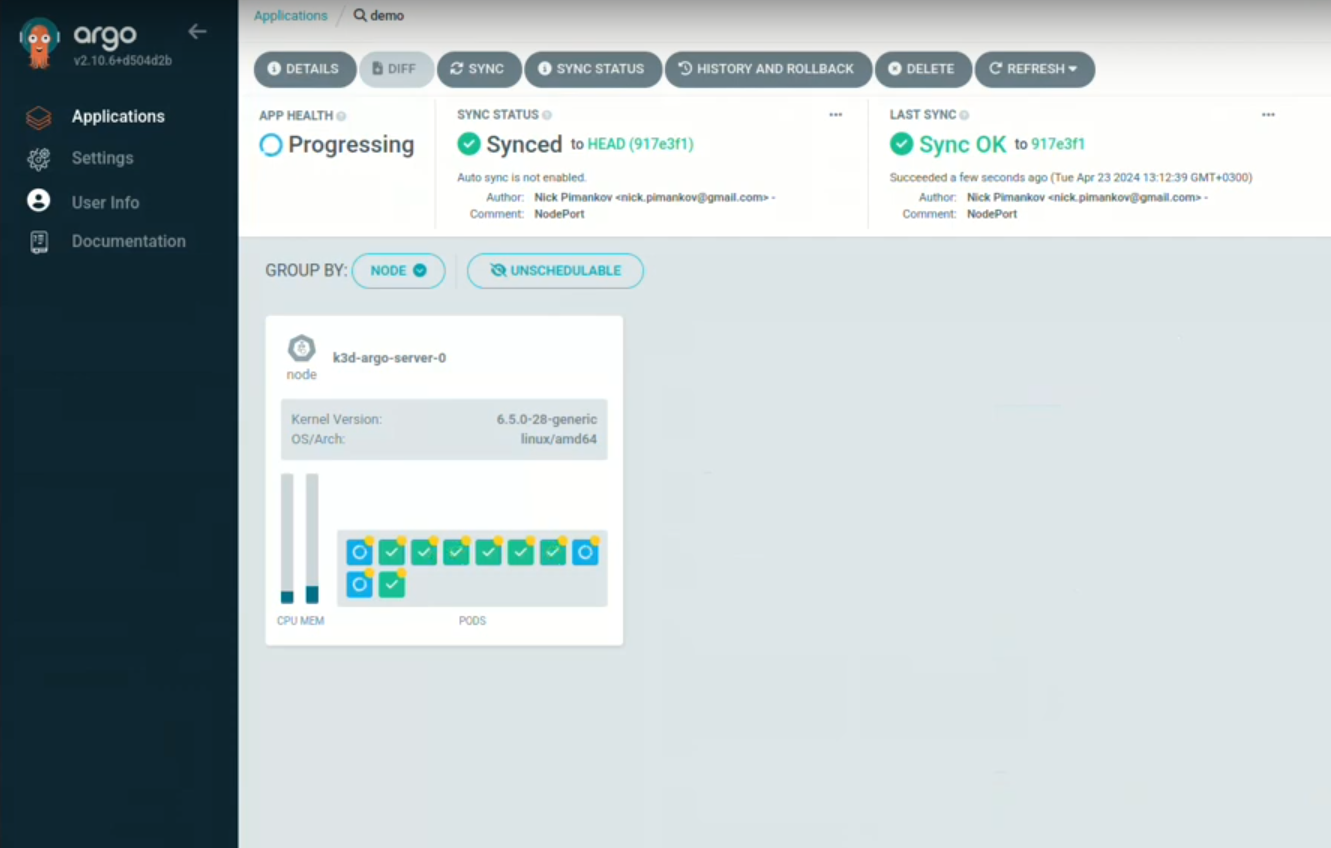 argo
v2.10.6+d504d2b
Applications
Settings
User Info
Documentation
Applications / demo
DETAILS DIFF SYNC SYNC STATUS HISTORY AND ROLLBACK DELETE REFRESH
APP HEALTH
Progressing
SYNC STATUS
Synced to HEAD (917e3f1)
Auto sync is not enabled.
Author: Nick Pimankov <nick.pimankov@gmail.com> -
Comment: NodePort
LAST SYNC
Sync OK to 917e3f1
Succeeded a few seconds ago (Tue Apr 23 2024 13:12:39 GMT+0300)
Author: Nick Pimankov <nick.pimankov@gmail.com> -
Comment: NodePort
GROUP BY: NODE UNSCHEDULABLE
k3d-argo-server-0
node
Kernel Version: 6.5.0-28-generic
OS/Arch: linux/amd64
CPU MEM PODS